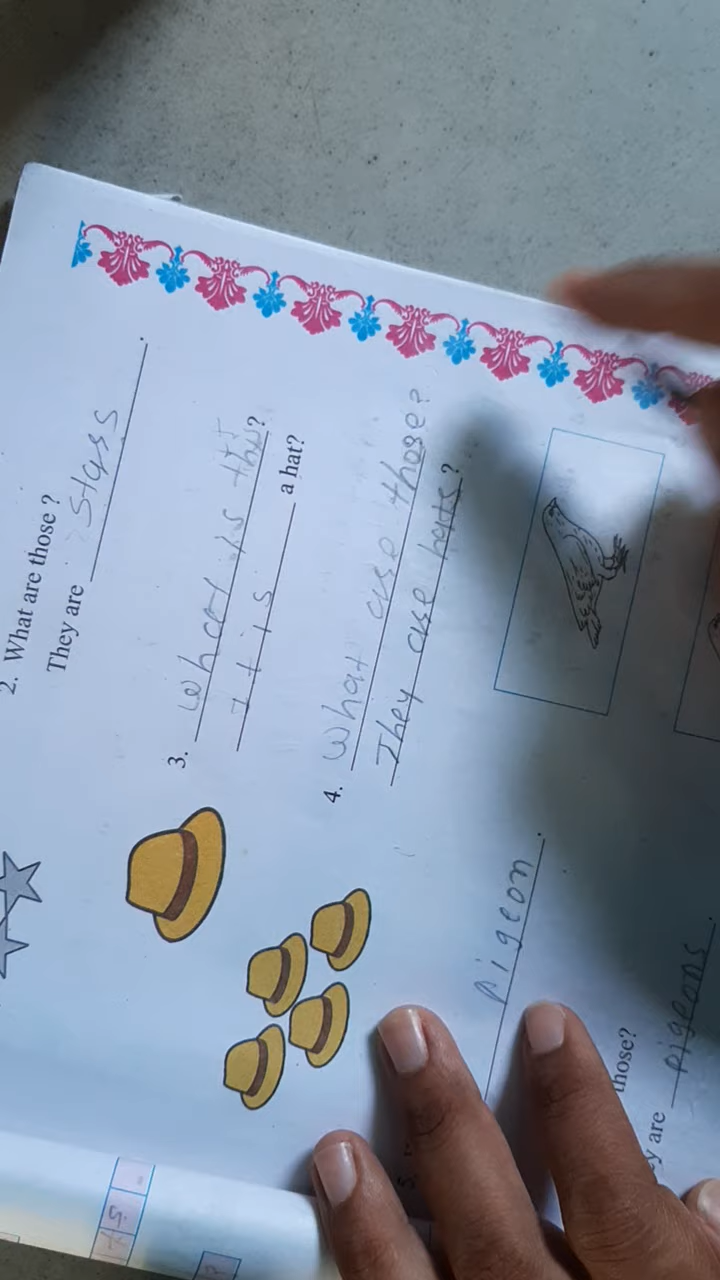 2. What are those ?
They are stars.
3. What is this?
It is a hat?
4. What are those?
They are hats?
5.
pigeon.
those?
y are pigeons.